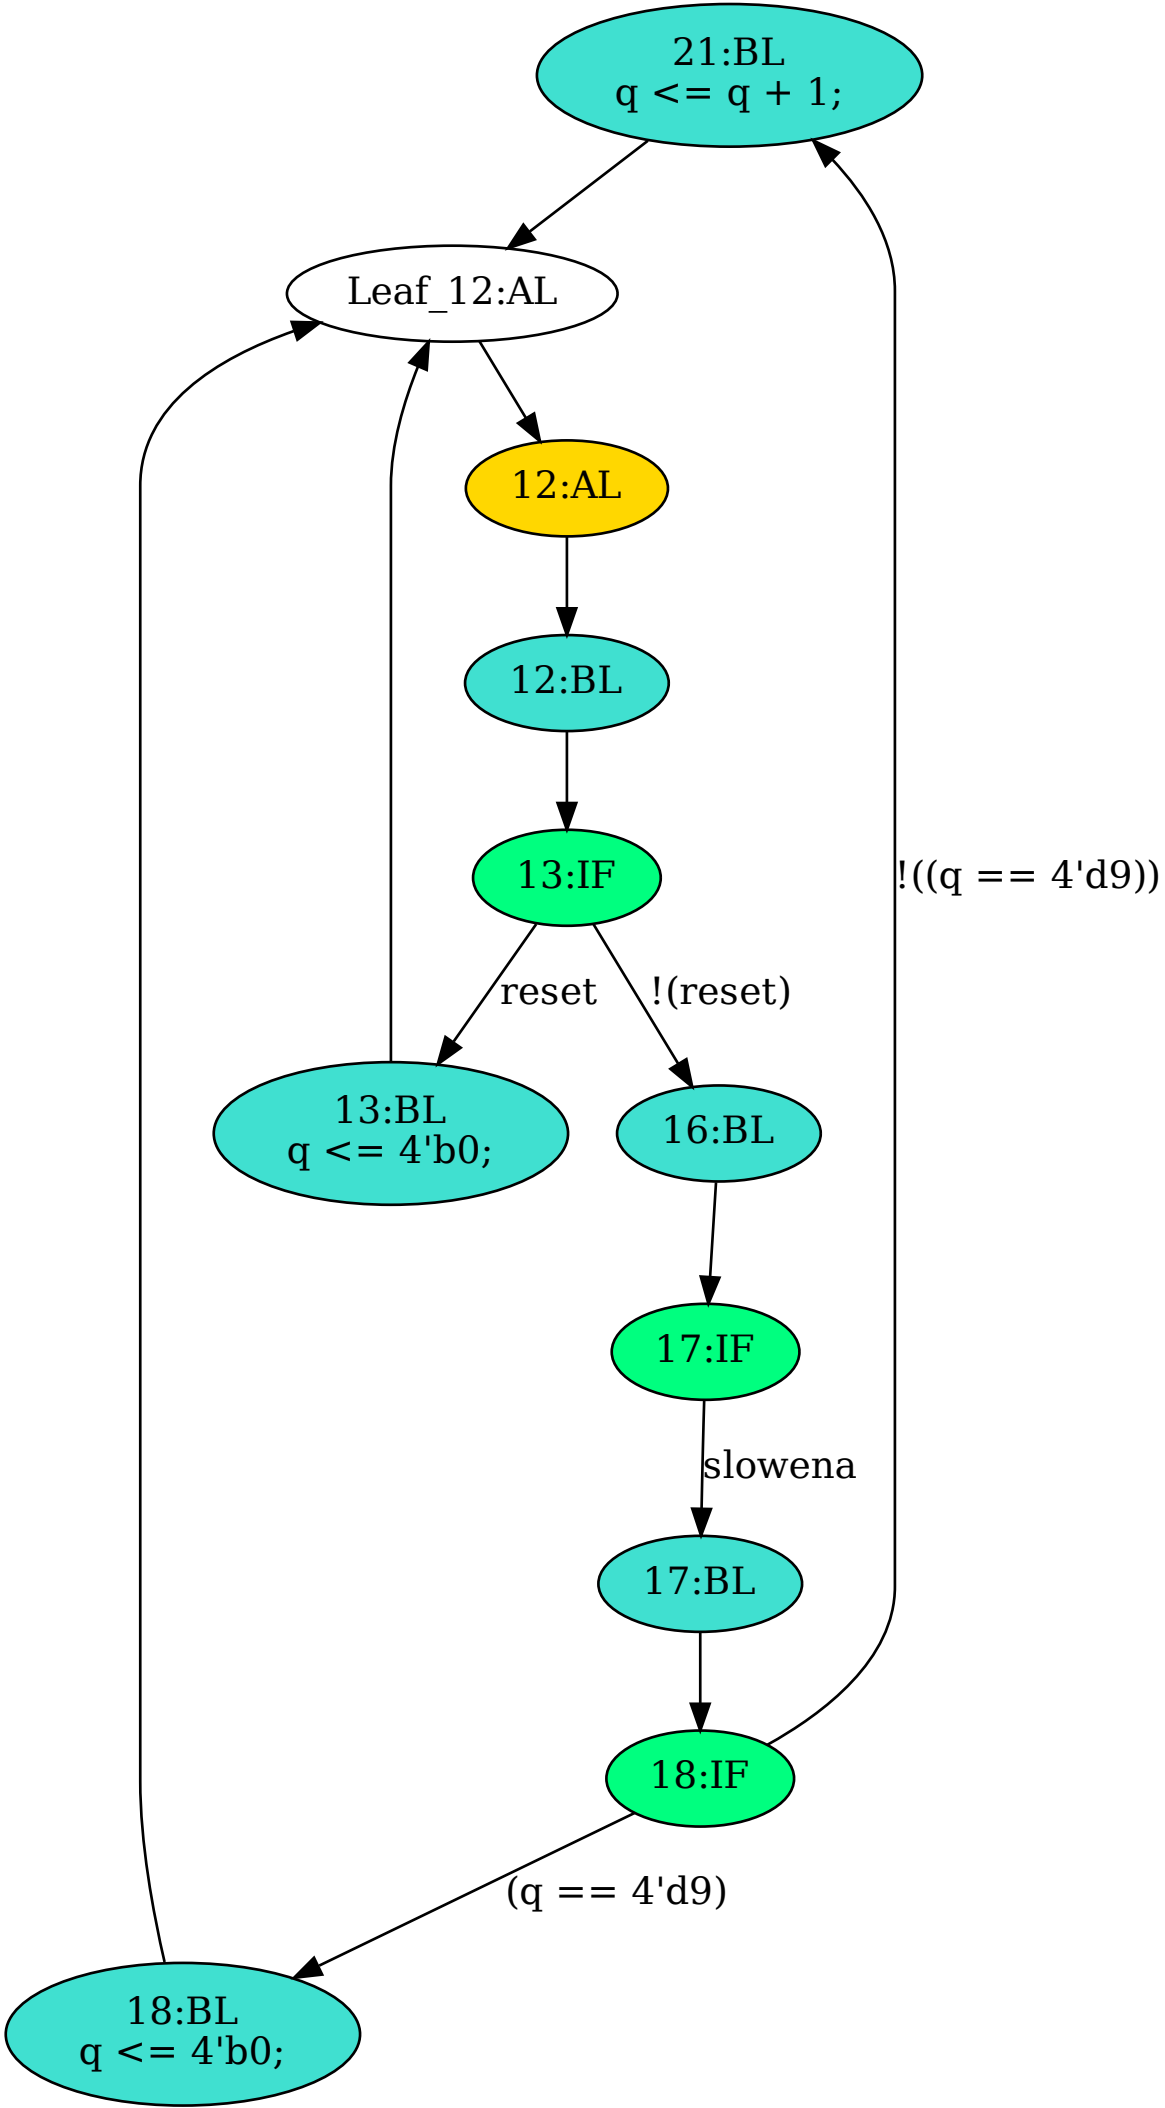 21:BL
q <= q + 1;
Leaf_12:AL
12:AL
12:BL
13:IF
!((q == 4'd9))
reset
!(reset)
13:BL
q <= 4'b0;
16:BL
17:IF
slowena
17:BL
18:IF
(q == 4'd9)
18:BL
q <= 4'b0;